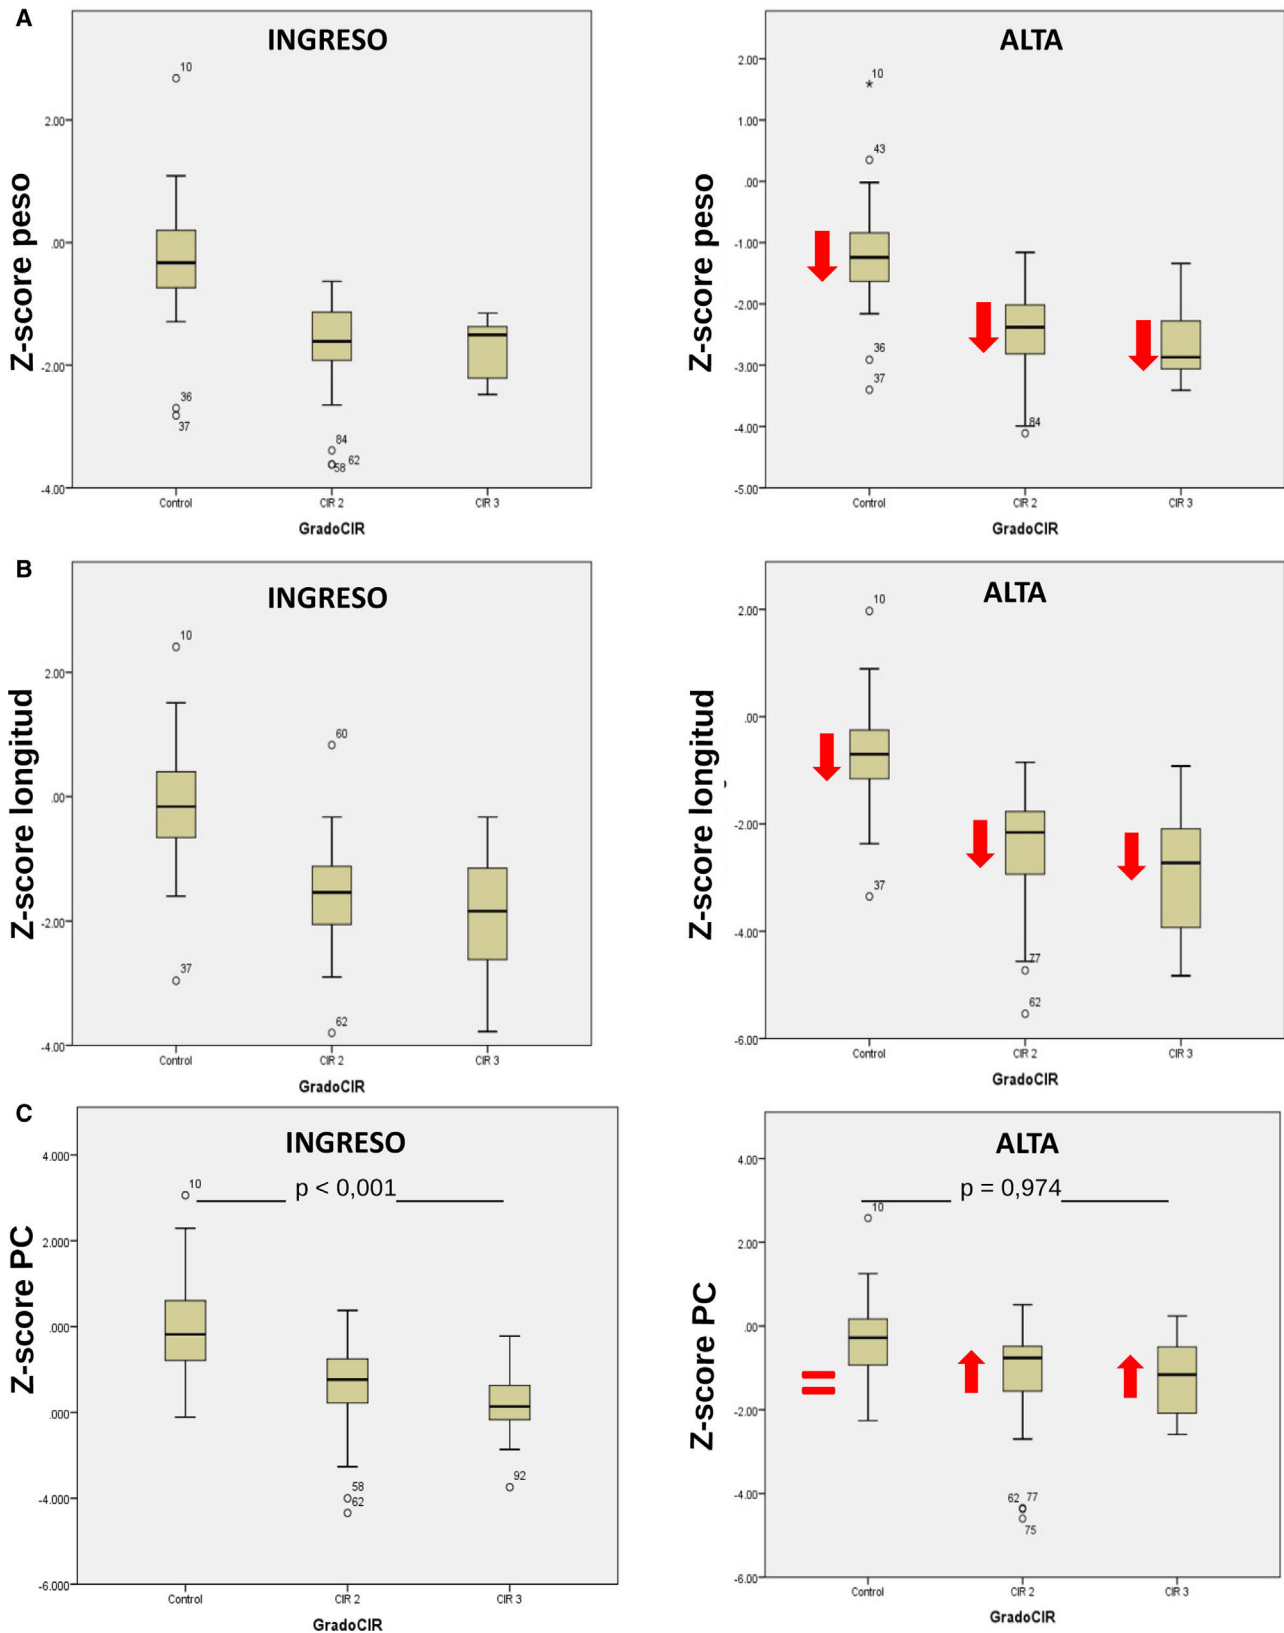 A
INGRESO
Z-score peso
2.00
.00
-2.00
-4.00
10
36
37
84
58
62
Control
CIR 2
CIR 3
GradoCIR
ALTA
Z-score peso
2.00
1.00
.00
-1.00
-2.00
-3.00
-4.00
-5.00
*10
43
36
37
84
Control
CIR 2
CIR 3
GradoCIR
B
INGRESO
Z-score longitud
2.00
.00
-2.00
-4.00
10
37
60
62
Control
CIR 2
CIR 3
GradoCIR
ALTA
Z-score longitud
2.00
.00
-2.00
-4.00
-6.00
10
37
77
62
Control
CIR 2
CIR 3
GradoCIR
C
INGRESO
p < 0,001
Z-score PC
4.000
2.000
.000
.000
-4.000
-6.000
10
58
62
92
Control
CIR 2
CIR 3
GradoCIR
ALTA
p = 0,974
Z-score PC
4.00
2.00
.00
-2.00
-4.00
-6.00
10
62 77
75
Control
CIR 2
CIR 3
GradoCIR